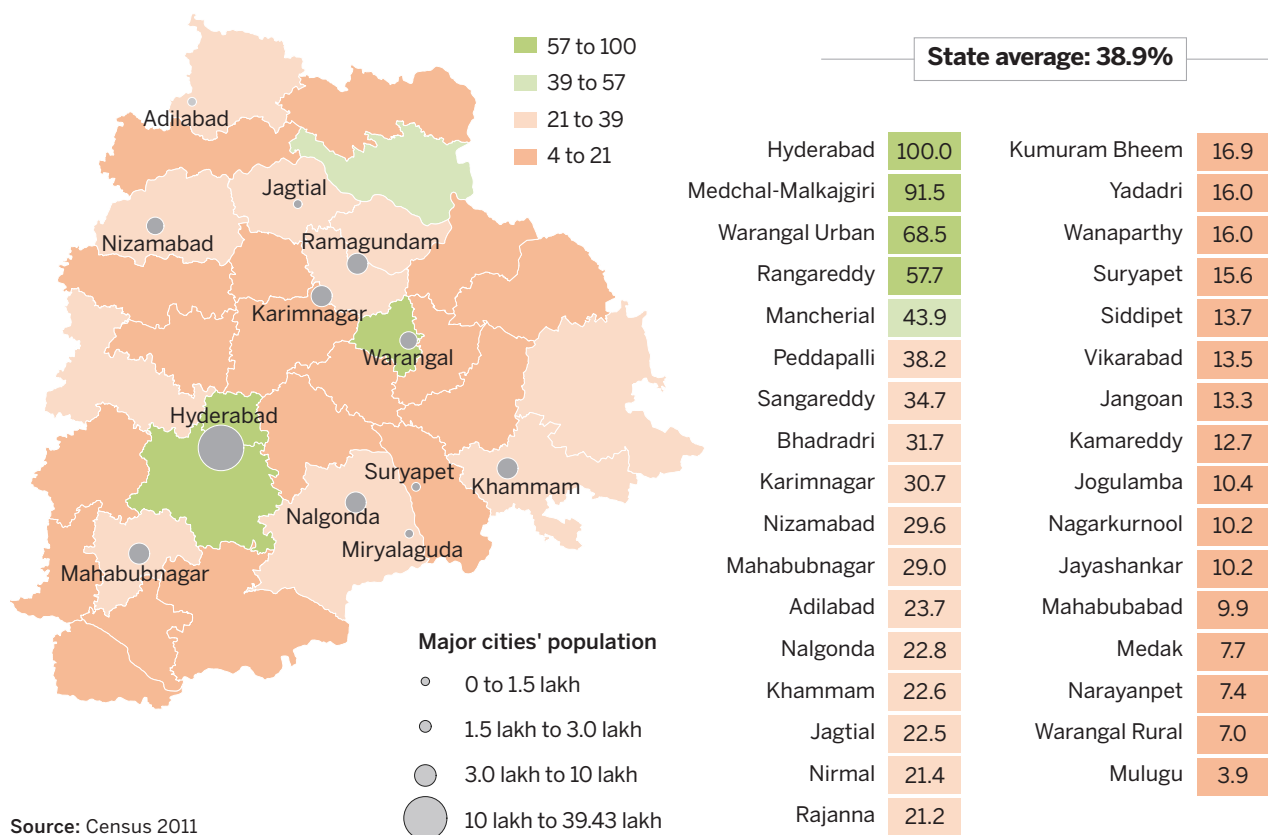 57 to 100
39 to 57
21 to 39
4 to 21
Adilabad
Jagtial
Nizamabad
Ramagundam
Karimnagar
Warangal
Hyderabad
Suryapet
Khammam
Nalgonda
Miryalaguda
Mahabubnagar
Major cities' population
0 to 1.5 lakh
1.5 lakh to 3.0 lakh
3.0 lakh to 10 lakh
10 lakh to 39.43 lakh
Source: Census 2011
State average: 38.9%
Hyderabad 100.0
Medchal-Malkajgiri 91.5
Warangal Urban 68.5
Rangareddy 57.7
Mancherial 43.9
Peddapalli 38.2
Sangareddy 34.7
Bhadradri 31.7
Karimnagar 30.7
Nizamabad 29.6
Mahabubnagar 29.0
Adilabad 23.7
Nalgonda 22.8
Khammam 22.6
Jagtial 22.5
Nirmal 21.4
Rajanna 21.2
Kumuram Bheem 16.9
Yadadri 16.0
Wanaparthy 16.0
Suryapet 15.6
Siddipet 13.7
Vikarabad 13.5
Jangoan 13.3
Kamareddy 12.7
Jogulamba 10.4
Nagarkurnool 10.2
Jayashankar 10.2
Mahabubabad 9.9
Medak 7.7
Narayanpet 7.4
Warangal Rural 7.0
Mulugu 3.9